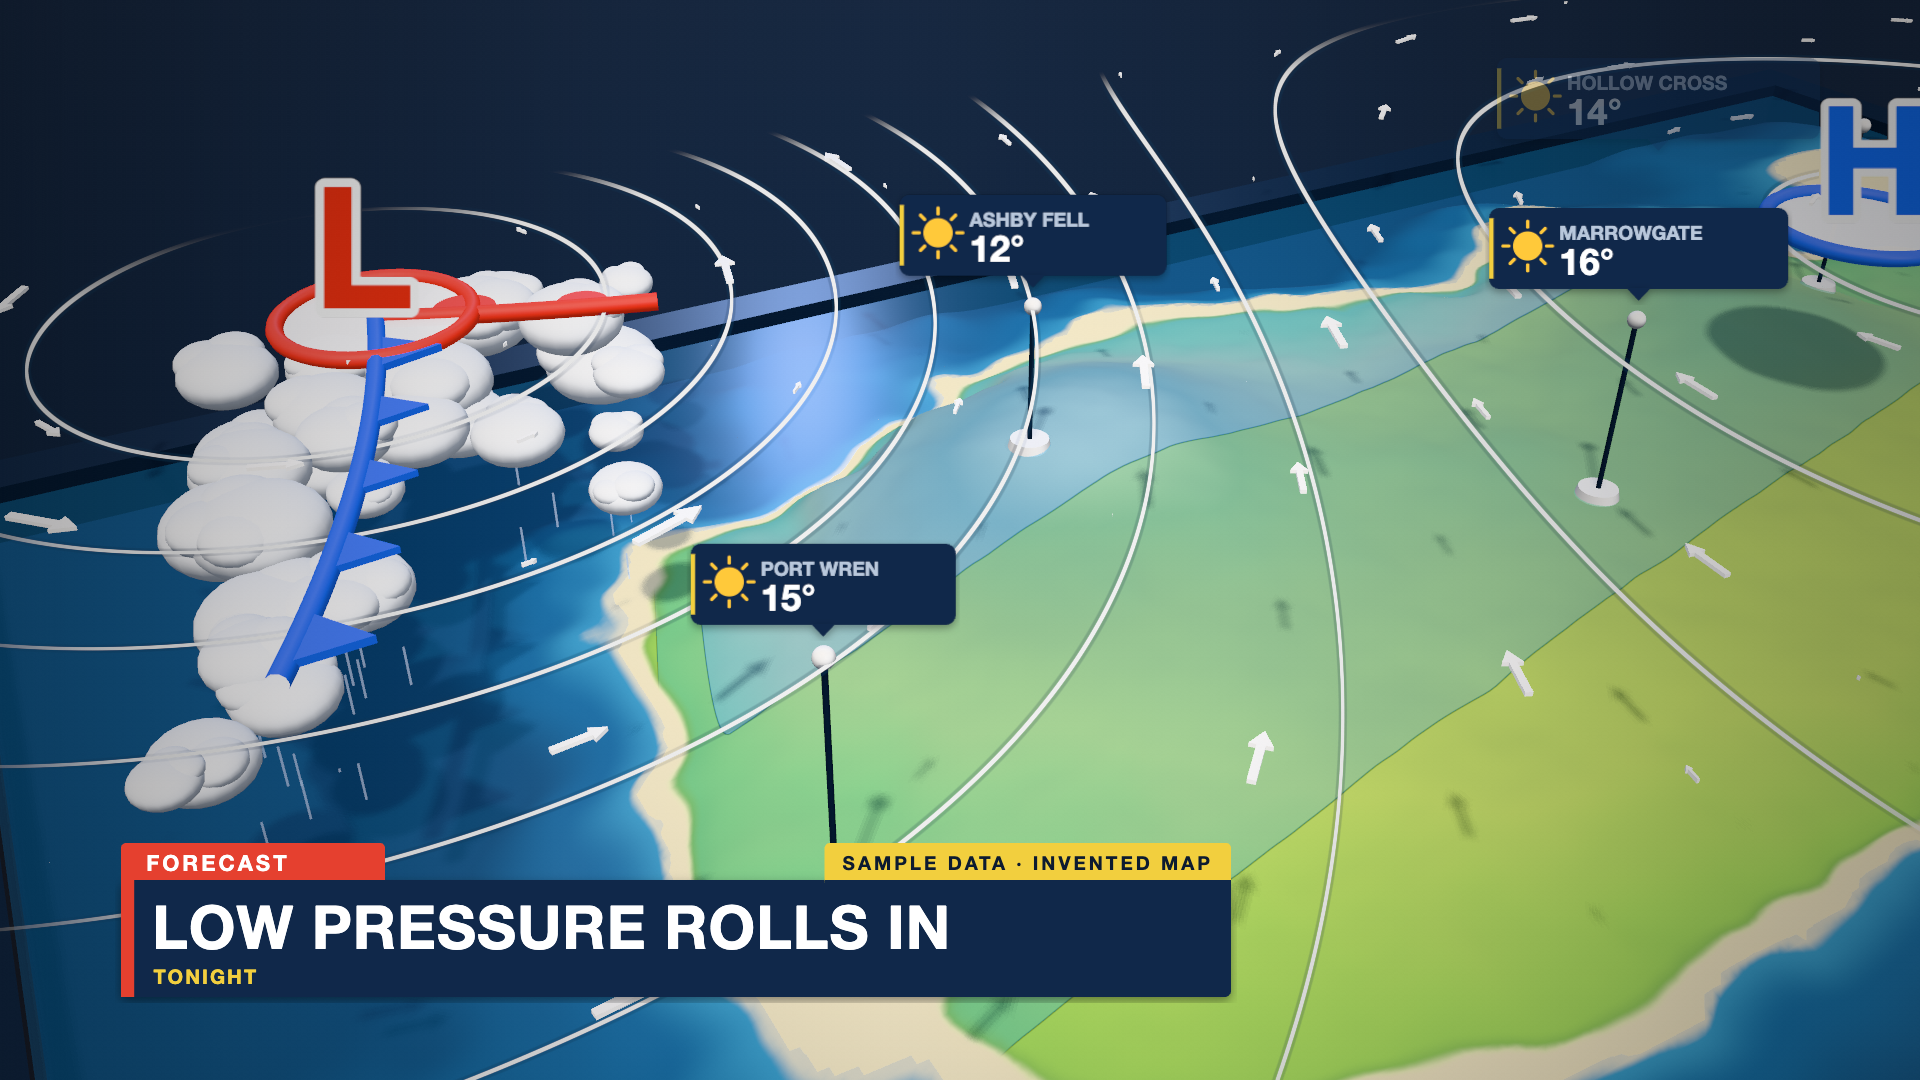 HOLLOW CROSS
14°
H
L
ASHBY FELL
12°
MARROWGATE
16°
PORT WREN
15°
FORECAST
SAMPLE DATA · INVENTED MAP
LOW PRESSURE ROLLS IN
TONIGHT